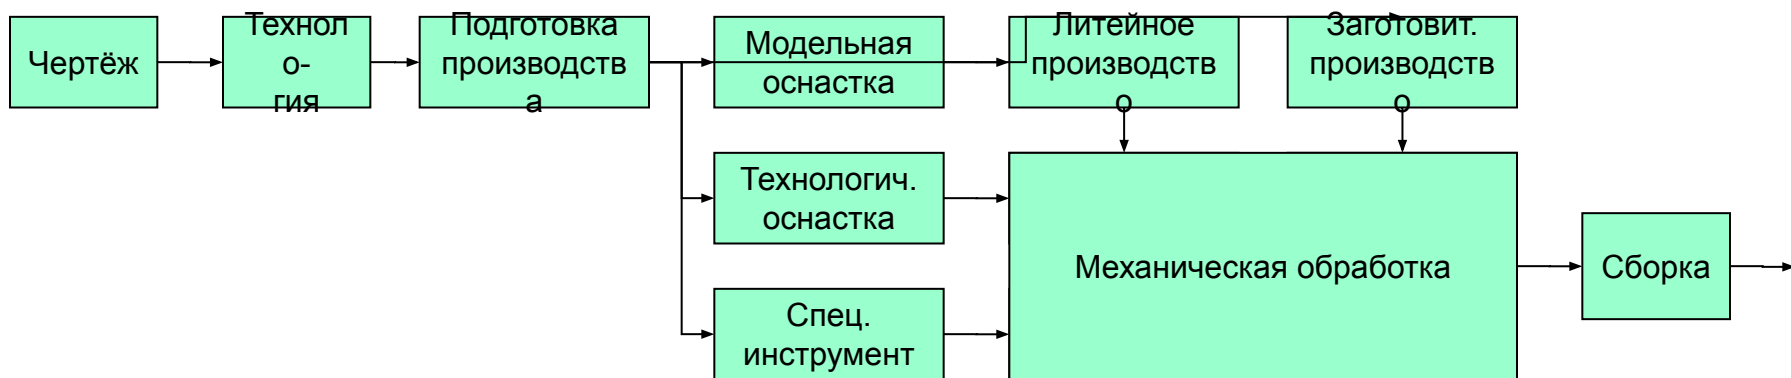 Чертёж
Технол
о-
гия
Подготовка
производств
а
Модельная
оснастка
Литейное
производств
о
Заготовит.
производств
о
Технологич.
оснастка
Механическая обработка
Сборка
Спец.
инструмент